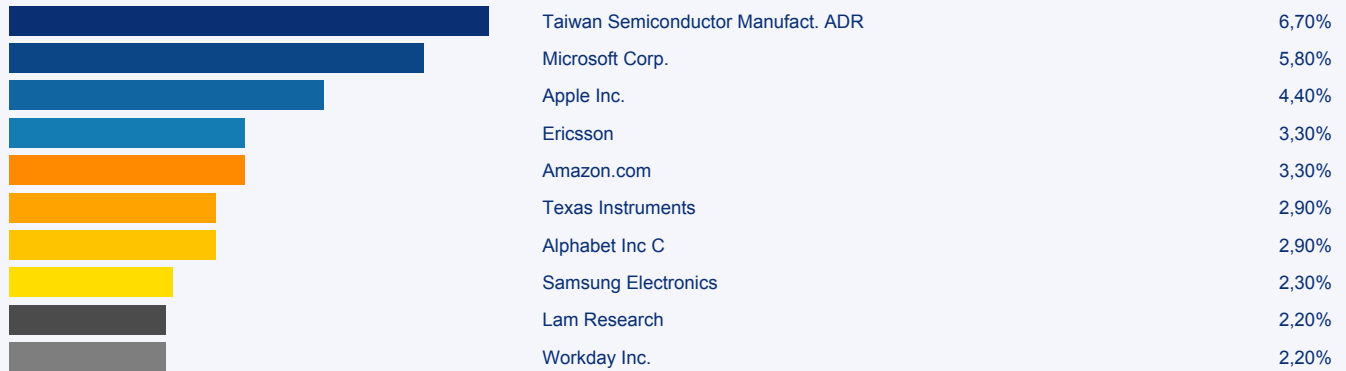 Taiwan Semiconductor Manufact. ADR 6,70%
Microsoft Corp. 5,80%
Apple Inc. 4,40%
Ericsson 3,30%
Amazon.com 3,30%
Texas Instruments 2,90%
Alphabet Inc C 2,90%
Samsung Electronics 2,30%
Lam Research 2,20%
Workday Inc. 2,20%